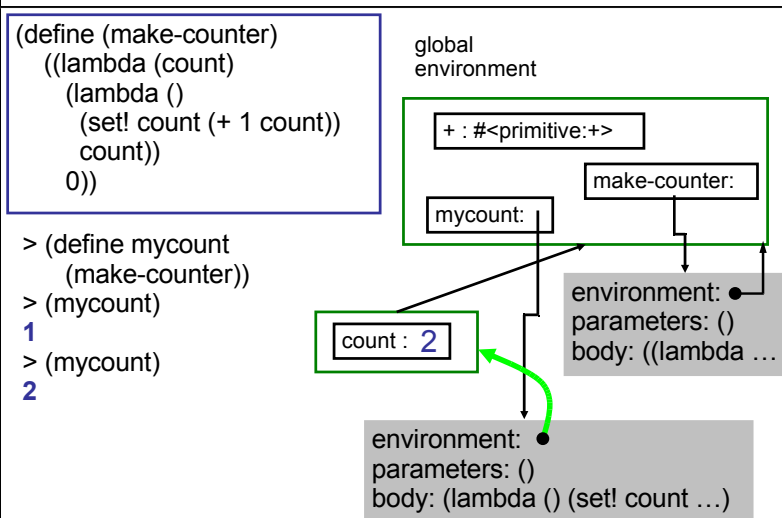 (define (make-counter)
((lambda (count)
(lambda ()
(set! count (+ 1 count))
count))
0))
> (define mycount
(make-counter))
> (mycount)
1
> (mycount)
2
global
environment
+ : #<primitive:+>
make-counter:
mycount:
count : 2
environment:
parameters: ()
body: ((lambda …
environment:
parameters: ()
body: (lambda () (set! count …)